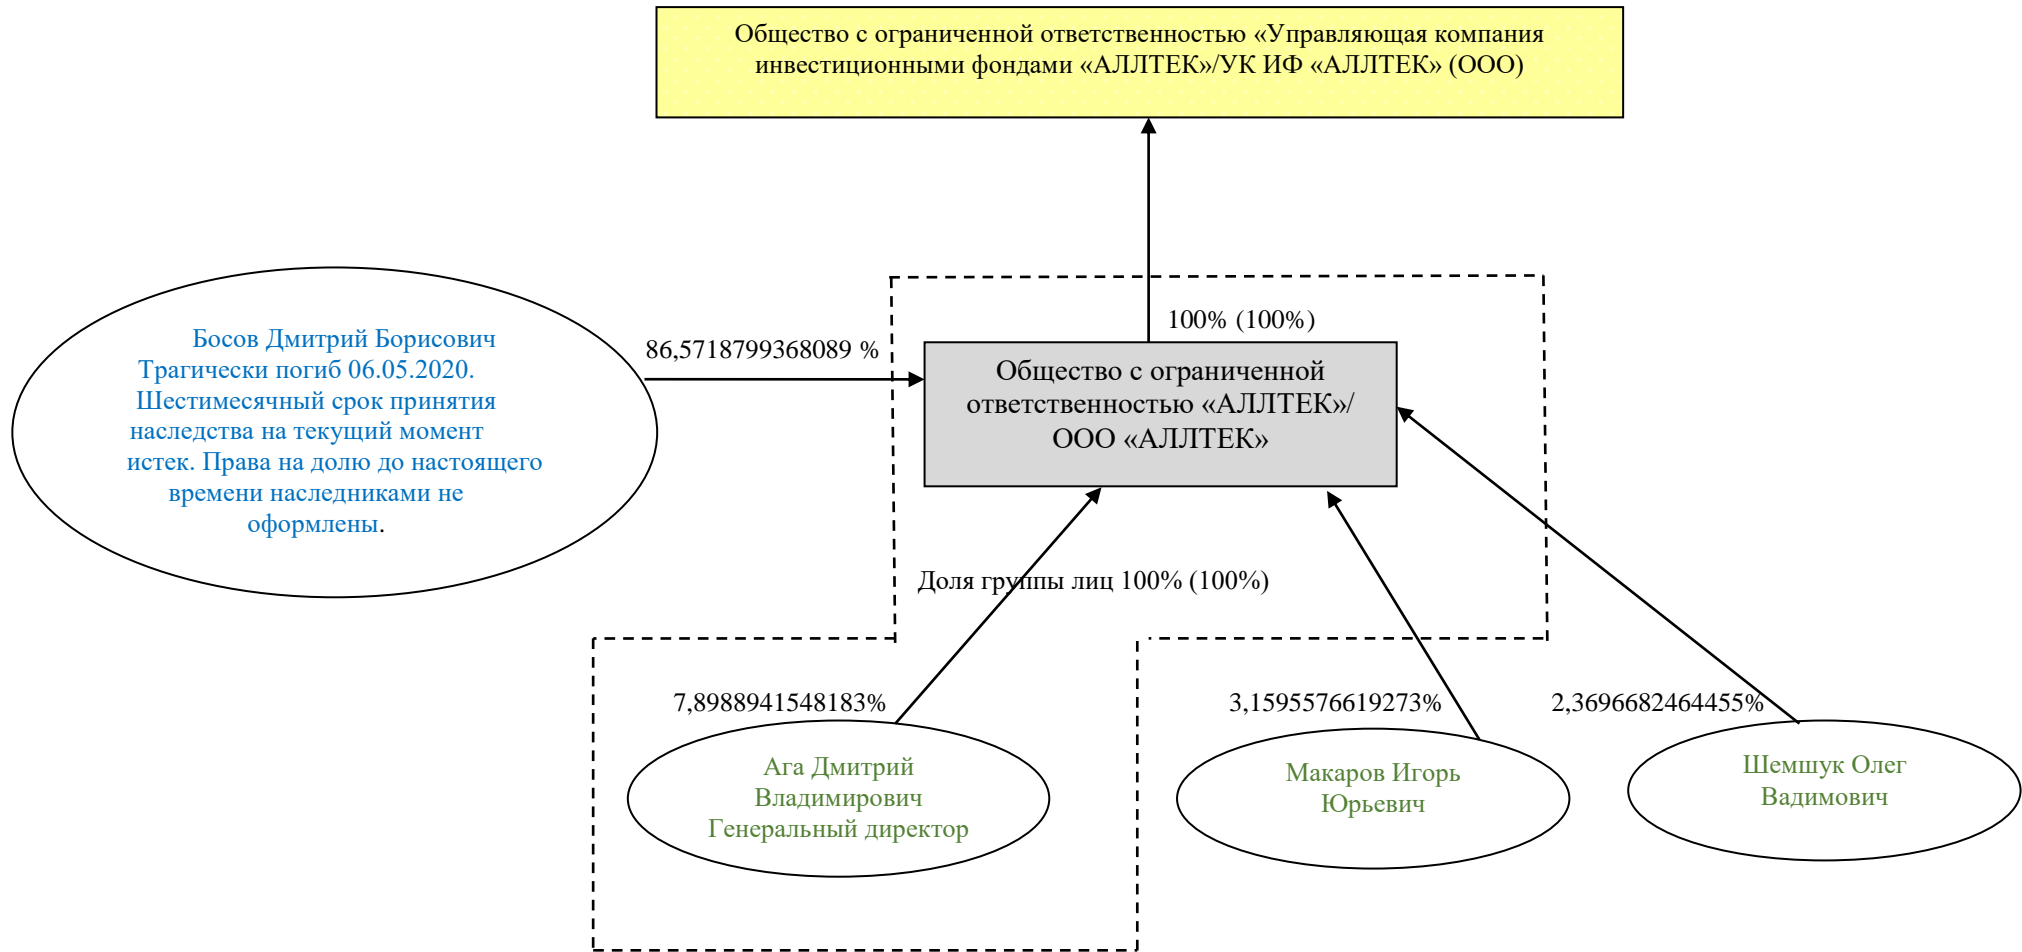 Общество с ограниченной ответственностью «Управляющая компания
инвестиционными фондами «АЛЛТЕК»/УК ИФ «АЛЛТЕК» (ООО)
100% (100%)
Босов Дмитрий Борисович
Трагически погиб 06.05.2020.
Шестимесячный срок принятия
наследства на текущий момент
истек. Права на долю до настоящего
времени наследниками не
оформлены.
86,5718799368089 %
Общество с ограниченной
ответственностью «АЛЛТЕК»/
ООО «АЛЛТЕК»
Доля группы лиц 100% (100%)
7,8988941548183%
3,1595576619273%
2,3696682464455%
Ага Дмитрий
Владимирович
Генеральный директор
Макаров Игорь
Юрьевич
Шемшук Олег
Вадимович